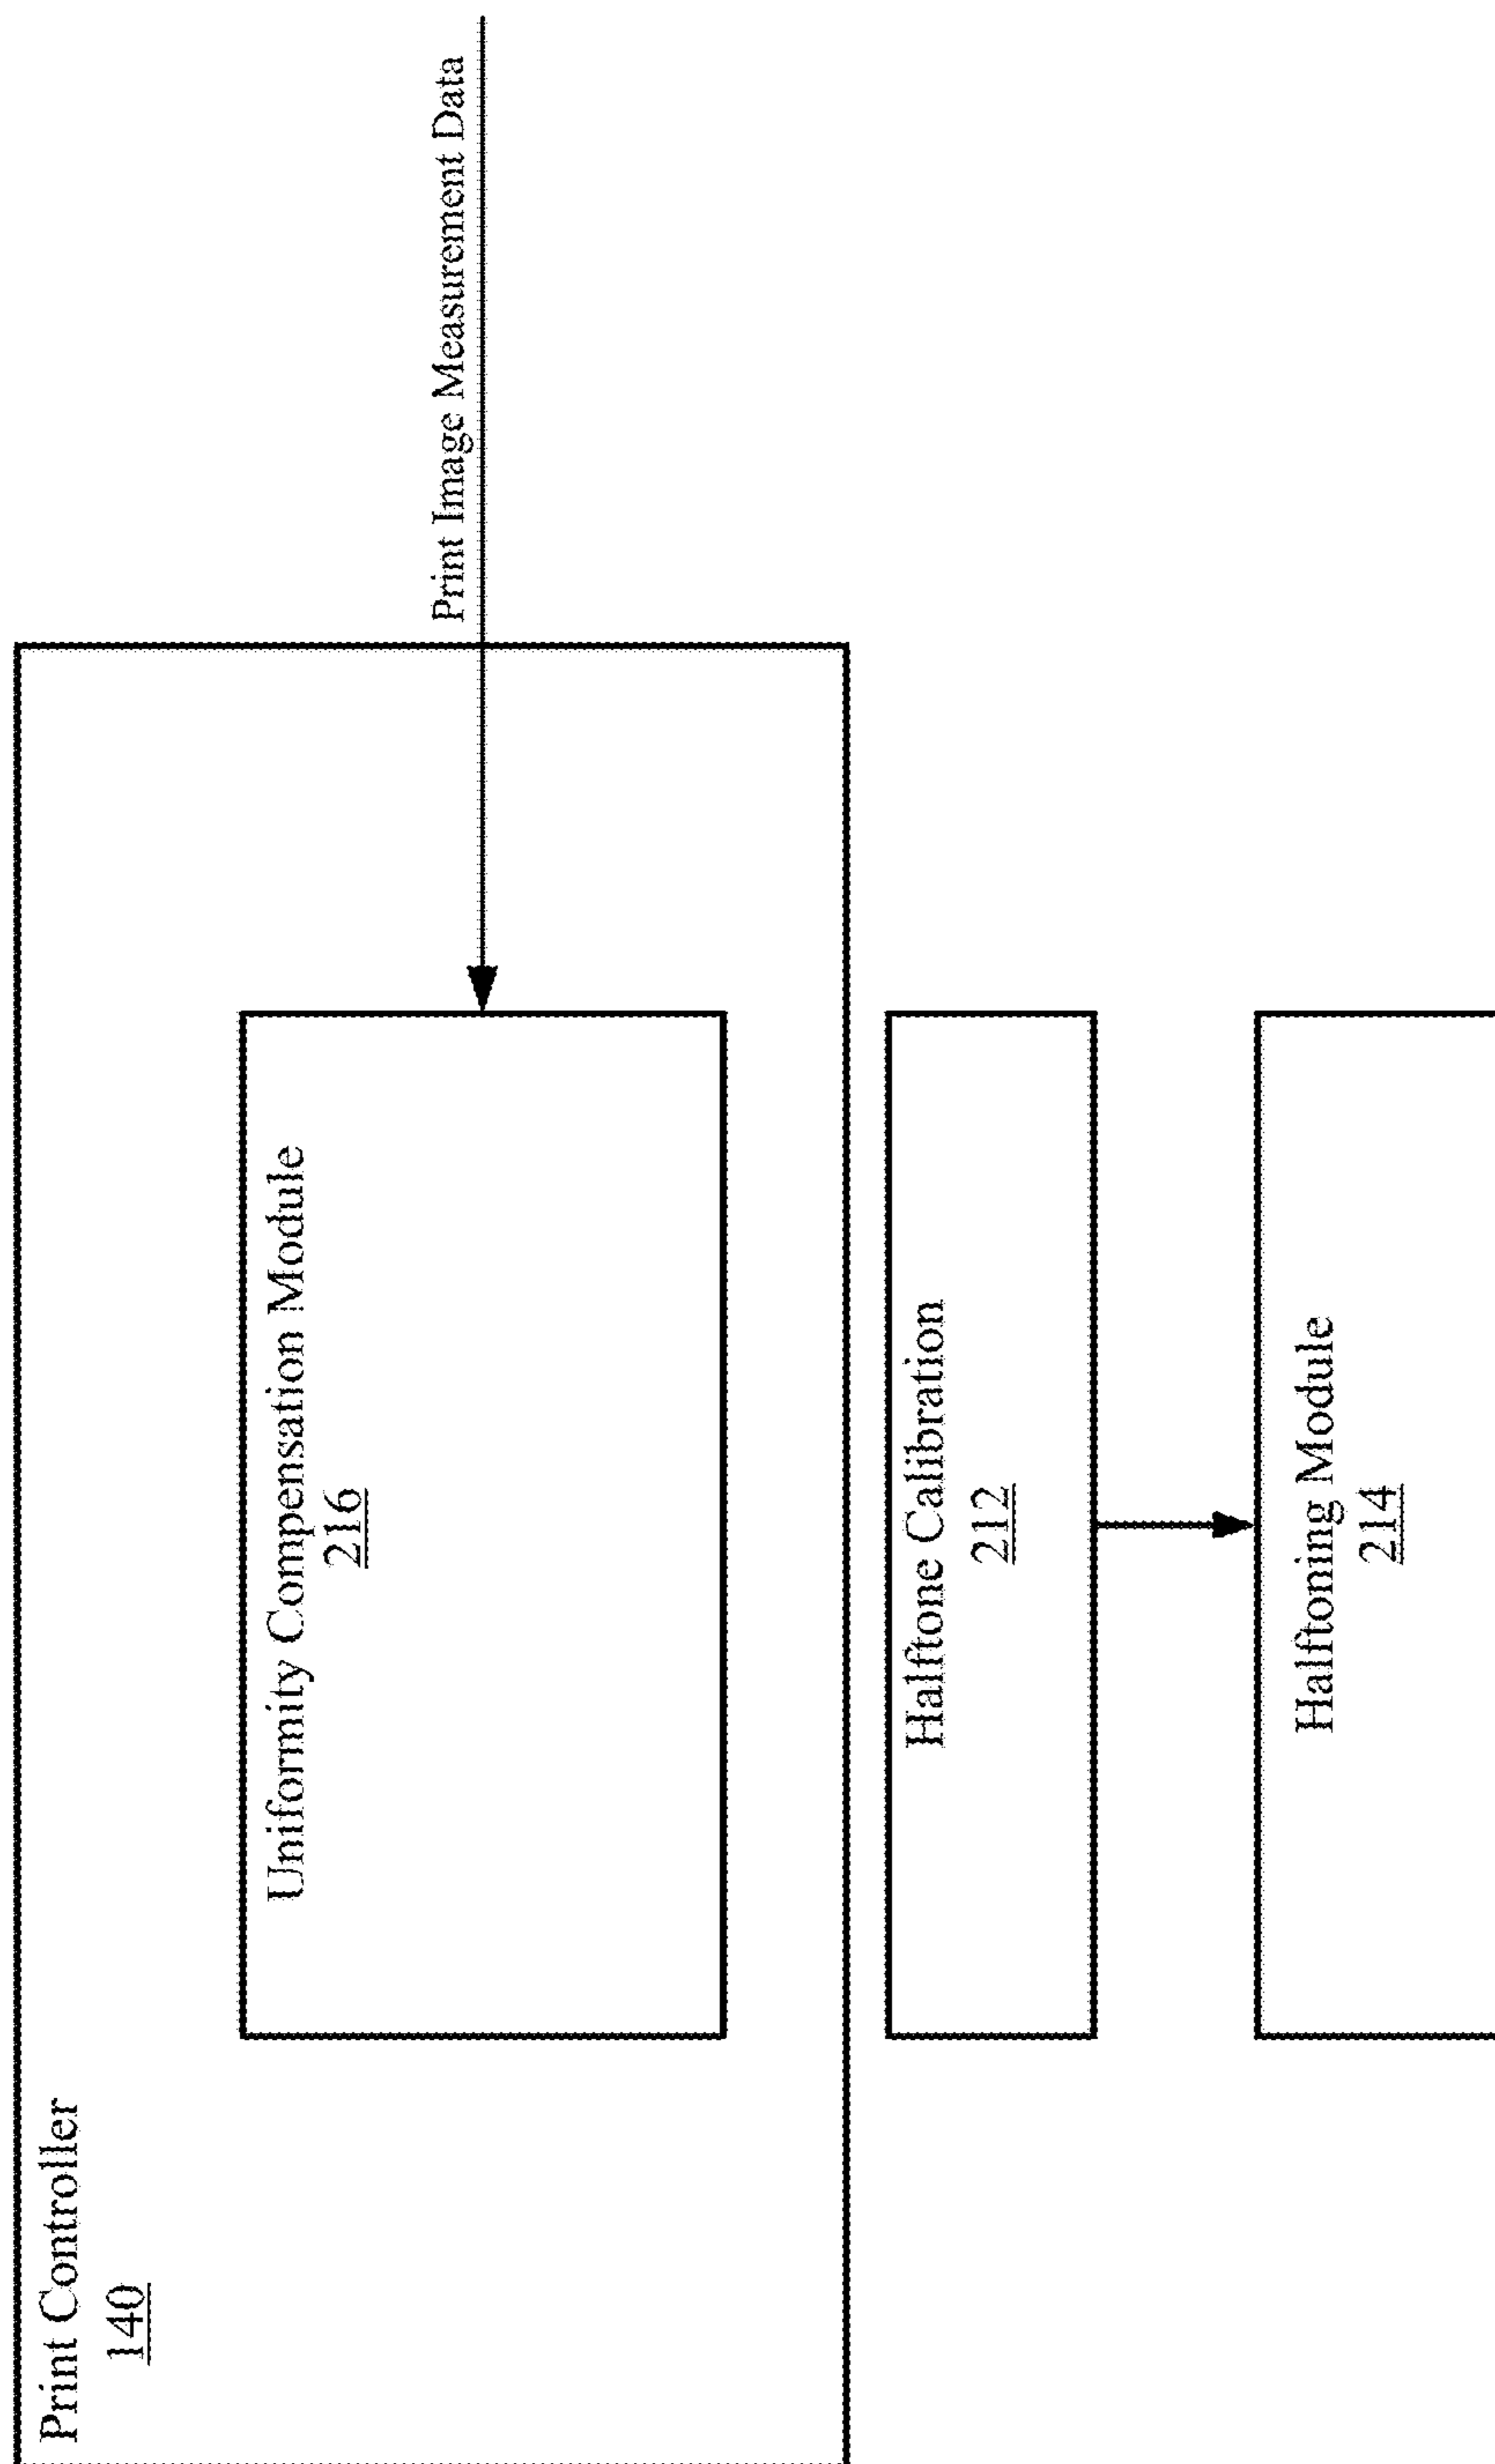 Print Controller
140
Print Image Measurement Data
Uniformity Compensation Module
216
Halftone Calibration
212
Halftoning Module
214